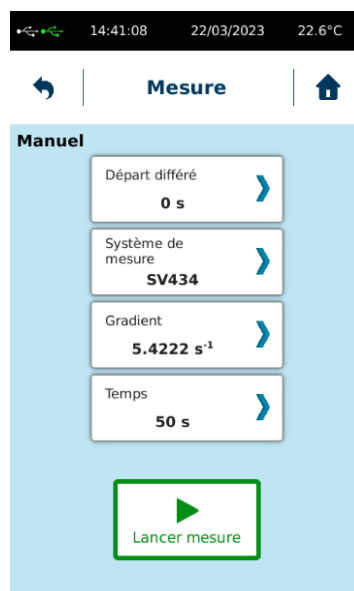 14:41:08 22/03/2023 22.6°C
Mesure
Manuel
Départ différé
0 s
Système de
mesure
SV434
Gradient
5.4222 s⁻¹
Temps
50 s
Lancer mesure